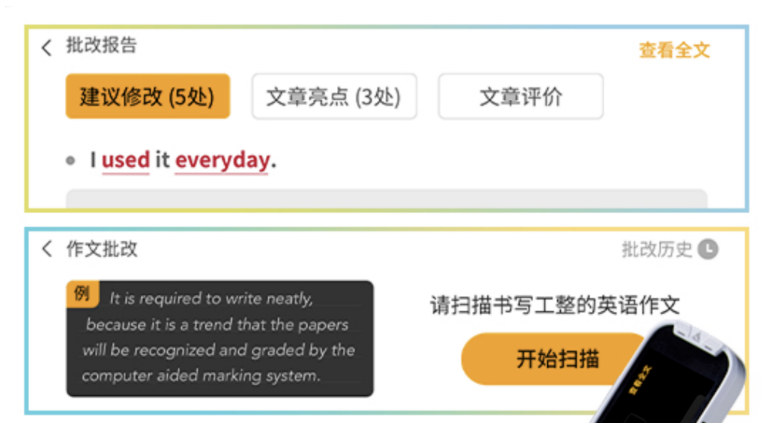 批改报告
查看全文
建议修改 (5处)
文章亮点 (3处)
文章评价
I used it everyday.
作文批改
批改历史
例
It is required to write neatly,
because it is a trend that the papers
will be recognized and graded by the
computer aided marking system.
请扫描书写工整的英语作文
开始扫描
查看全文